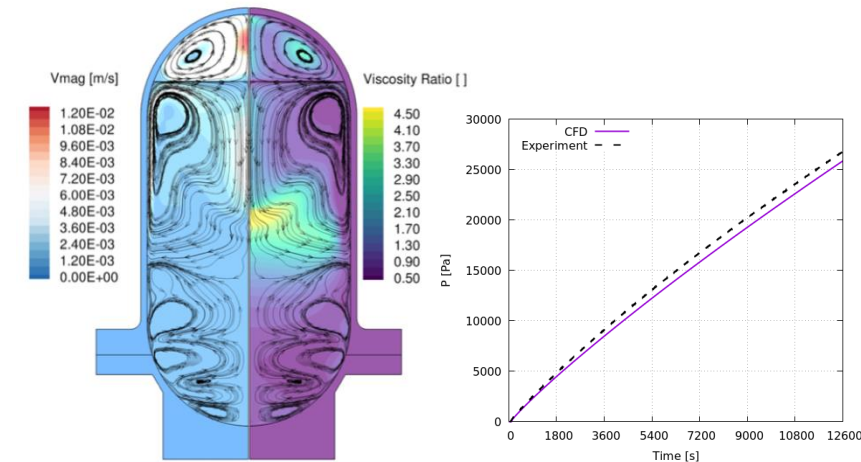 Vmag [m/s]
1.20E-02
1.08E-02
9.60E-03
8.40E-03
7.20E-03
6.00E-03
4.80E-03
3.60E-03
2.40E-03
1.20E-03
0.00E+00
Viscosity Ratio [ ]
4.50
4.10
3.70
3.30
2.90
2.50
2.10
1.70
1.30
0.90
0.50
CFD
Experiment
P [Pa]
30000
25000
20000
15000
10000
5000
0
0 1800 3600 5400 7200 9000 10800 12600
Time [s]